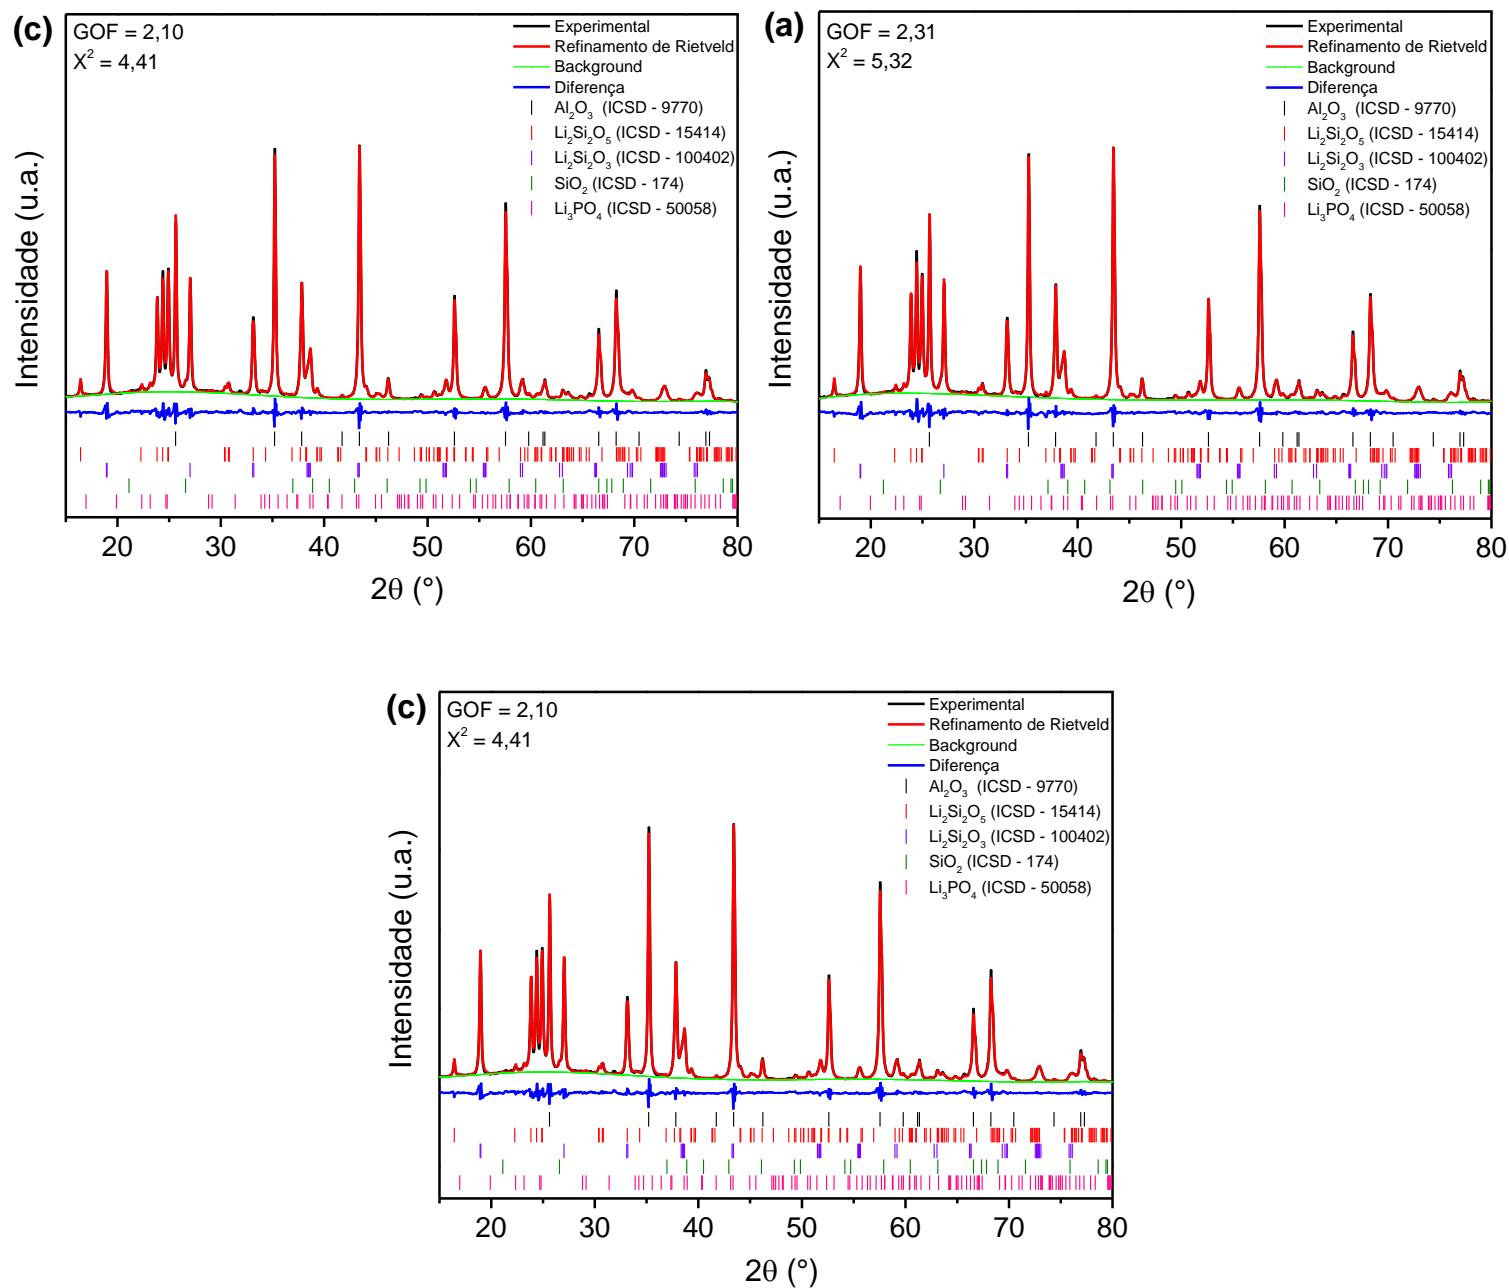 (c)
GOF = 2,10
X² = 4,41
Experimental
Refinamento de Rietveld
Background
Diferença
Al₂O₃ (ICSD - 9770)
Li₂Si₂O₅ (ICSD - 15414)
Li₂Si₂O₃ (ICSD - 100402)
SiO₂ (ICSD - 174)
Li₃PO₄ (ICSD - 50058)
Intensidade (u.a.)
20 30 40 50 60 70 80
2θ (°)
(a)
GOF = 2,31
X² = 5,32
Experimental
Refinamento de Rietveld
Background
Diferença
Al₂O₃ (ICSD - 9770)
Li₂Si₂O₅ (ICSD - 15414)
Li₂Si₂O₃ (ICSD - 100402)
SiO₂ (ICSD - 174)
Li₃PO₄ (ICSD - 50058)
Intensidade (u.a.)
20 30 40 50 60 70 80
2θ (°)
(c)
GOF = 2,10
X² = 4,41
Experimental
Refinamento de Rietveld
Background
Diferença
Al₂O₃ (ICSD - 9770)
Li₂Si₂O₅ (ICSD - 15414)
Li₂Si₂O₃ (ICSD - 100402)
SiO₂ (ICSD - 174)
Li₃PO₄ (ICSD - 50058)
Intensidade (u.a.)
20 30 40 50 60 70 80
2θ (°)